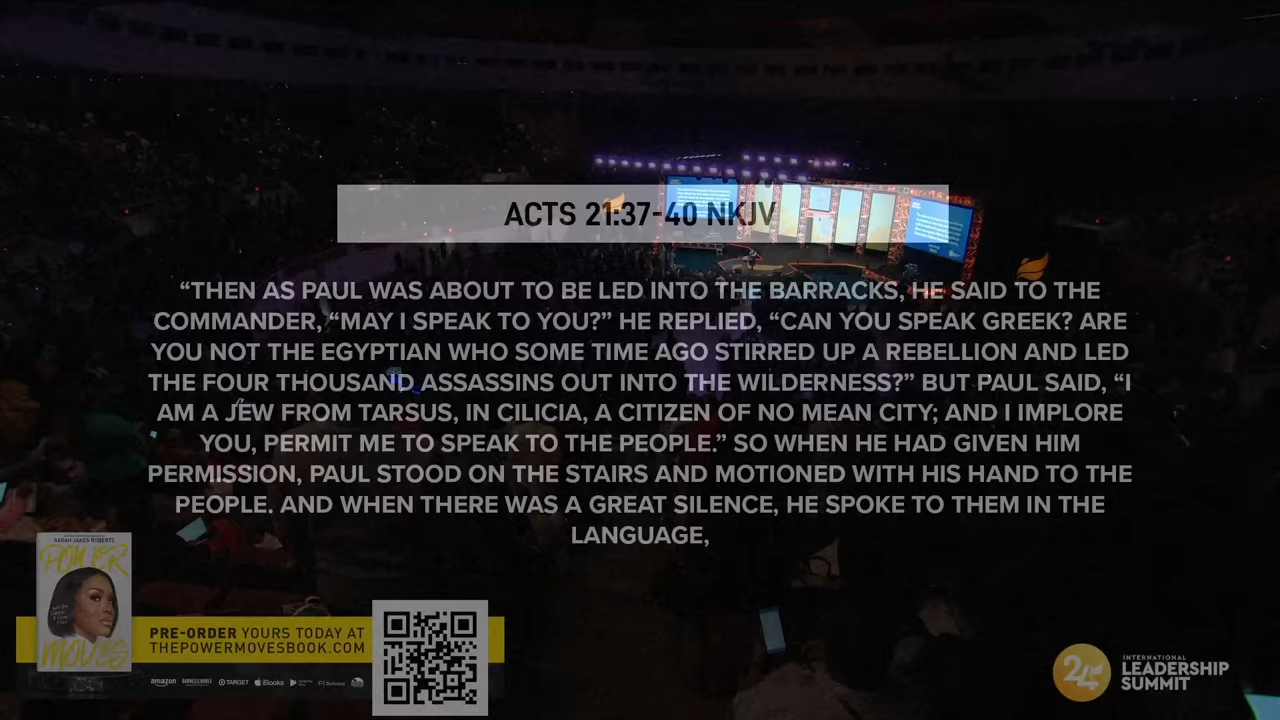 ACTS 21:37-40 NKJV
“THEN AS PAUL WAS ABOUT TO BE LED INTO THE BARRACKS, HE SAID TO THE
COMMANDER, “MAY I SPEAK TO YOU?” HE REPLIED, “CAN YOU SPEAK GREEK? ARE
YOU NOT THE EGYPTIAN WHO SOME TIME AGO STIRRED UP A REBELLION AND LED
THE FOUR THOUSAND ASSASSINS OUT INTO THE WILDERNESS?” BUT PAUL SAID, “I
AM A JEW FROM TARSUS, IN CILICIA, A CITIZEN OF NO MEAN CITY; AND I IMPLORE
YOU, PERMIT ME TO SPEAK TO THE PEOPLE.” SO WHEN HE HAD GIVEN HIM
PERMISSION, PAUL STOOD ON THE STAIRS AND MOTIONED WITH HIS HAND TO THE
PEOPLE. AND WHEN THERE WAS A GREAT SILENCE, HE SPOKE TO THEM IN THE
LANGUAGE,
SARAH JAKES ROBERTS
POWER
MOVES
PRE-ORDER YOURS TODAY AT
THEPOWERMOVESBOOK.COM
amazon BARNES & NOBLE TARGET iBooks
24
INTERNATIONAL
LEADERSHIP
SUMMIT